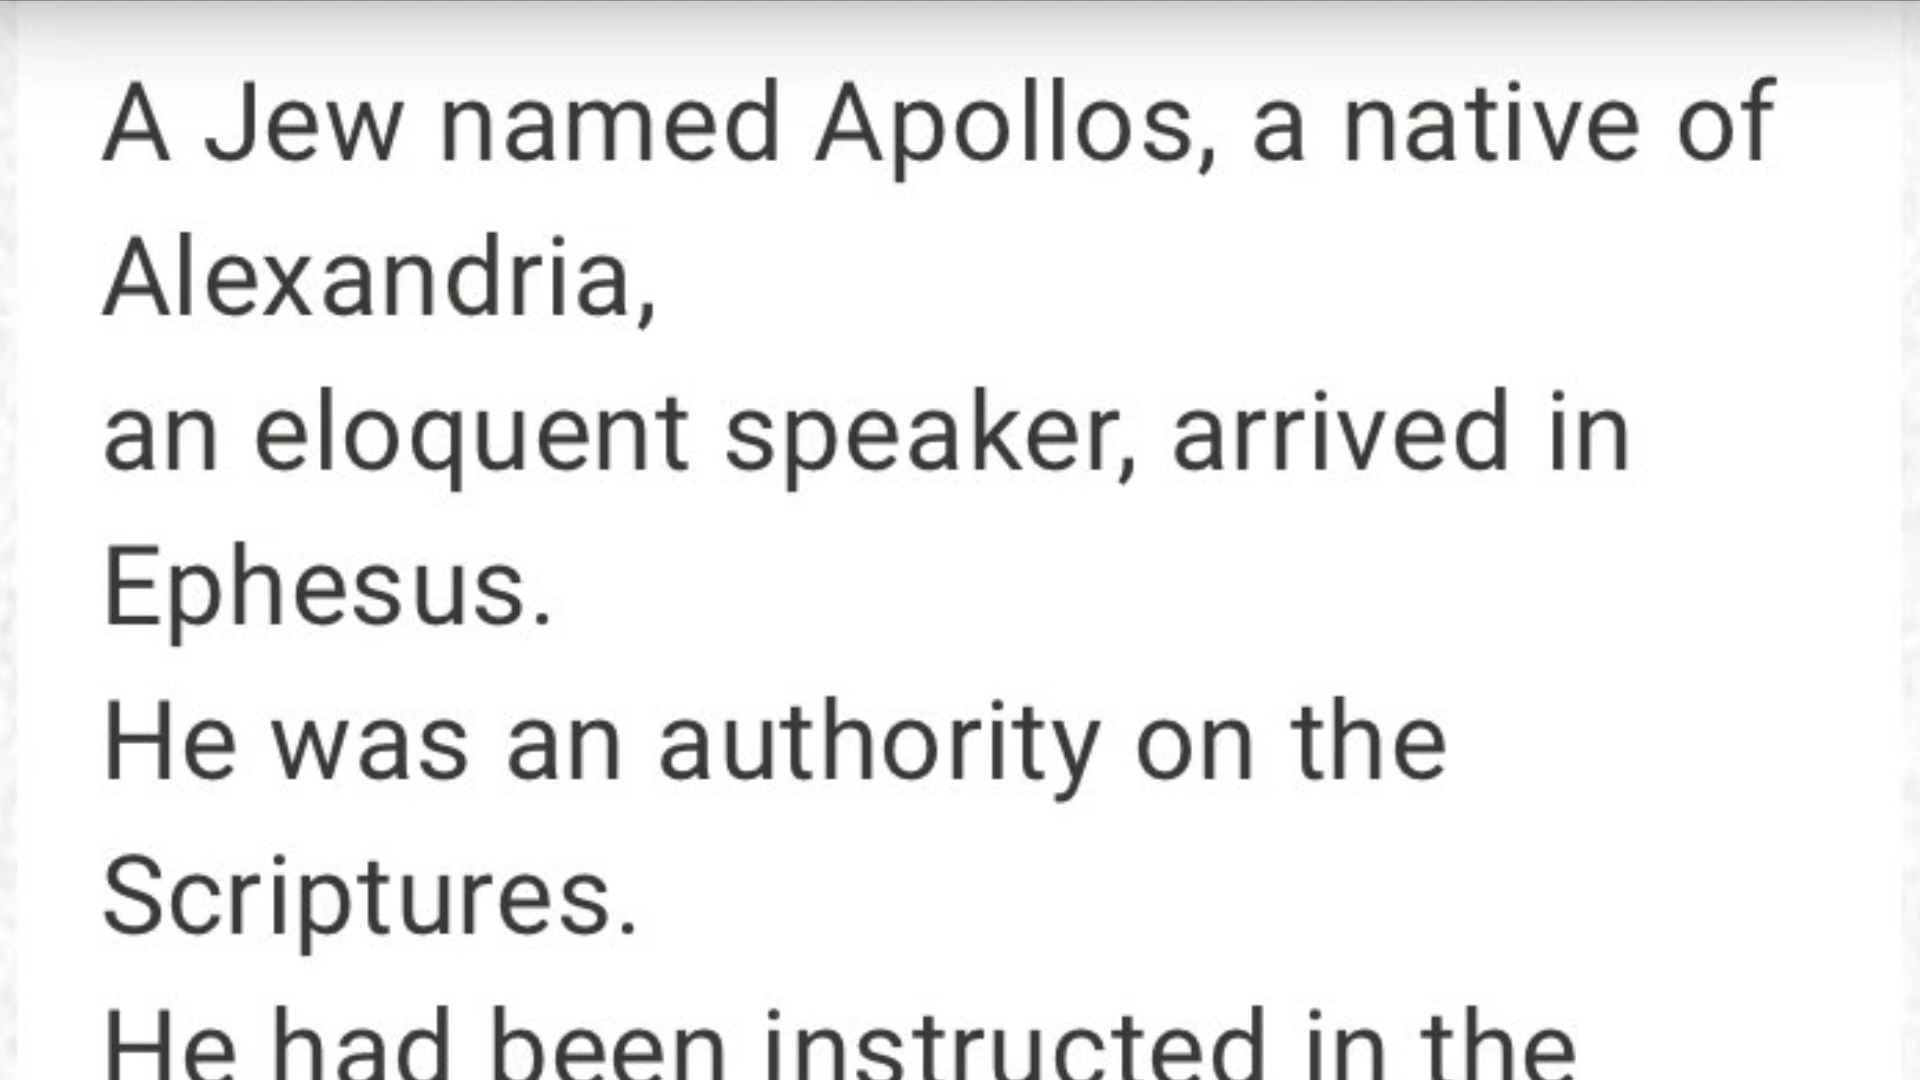 A Jew named Apollos, a native of
Alexandria,
an eloquent speaker, arrived in
Ephesus.
He was an authority on the
Scriptures.
He had been instructed in the